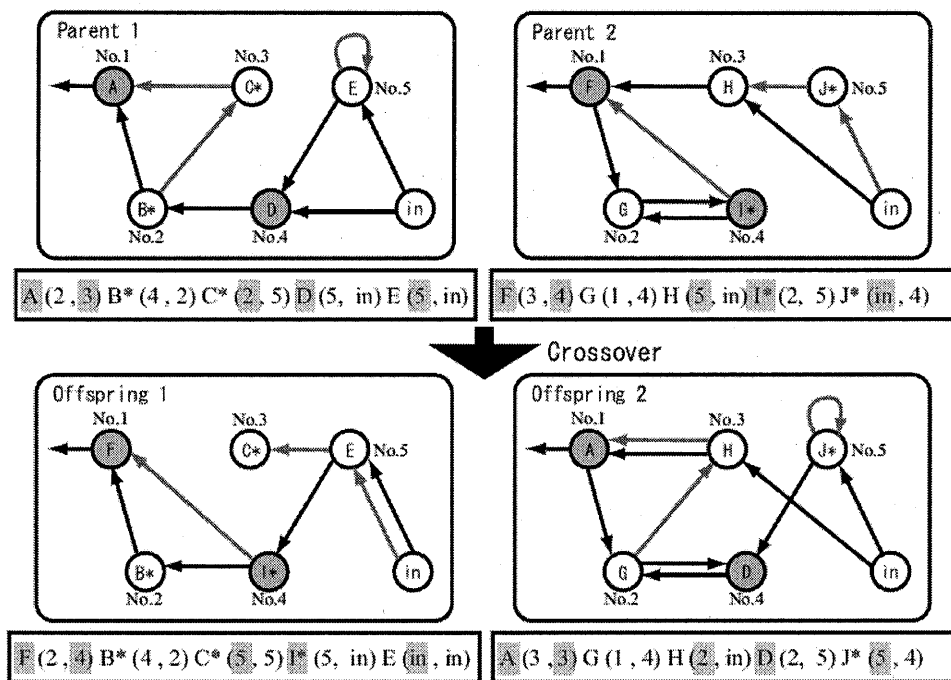 Parent 1
No.1
No.3
A
C*
E
No.5
B*
D
in
No.2
No.4
A (2 , 3) B* (4 , 2) C* (2 , 5) D (5, in) E (5 , in)
Parent 2
No.1
No.3
F
H
J*
No.5
G
I*
in
No.2
No.4
F (3 , 4) G (1 , 4) H (5 , in) I* (2, 5) J* (in , 4)
Crossover
Offspring 1
No.1
No.3
F
C*
E
No.5
B*
I*
in
No.2
No.4
F (2 , 4) B* (4 , 2) C* (5 , 5) I* (5, in) E (in , in)
Offspring 2
No.1
No.3
A
H
J*
No.5
G
D
in
No.2
No.4
A (3 , 3) G (1 , 4) H (2 , in) D (2, 5) J* (5 , 4)